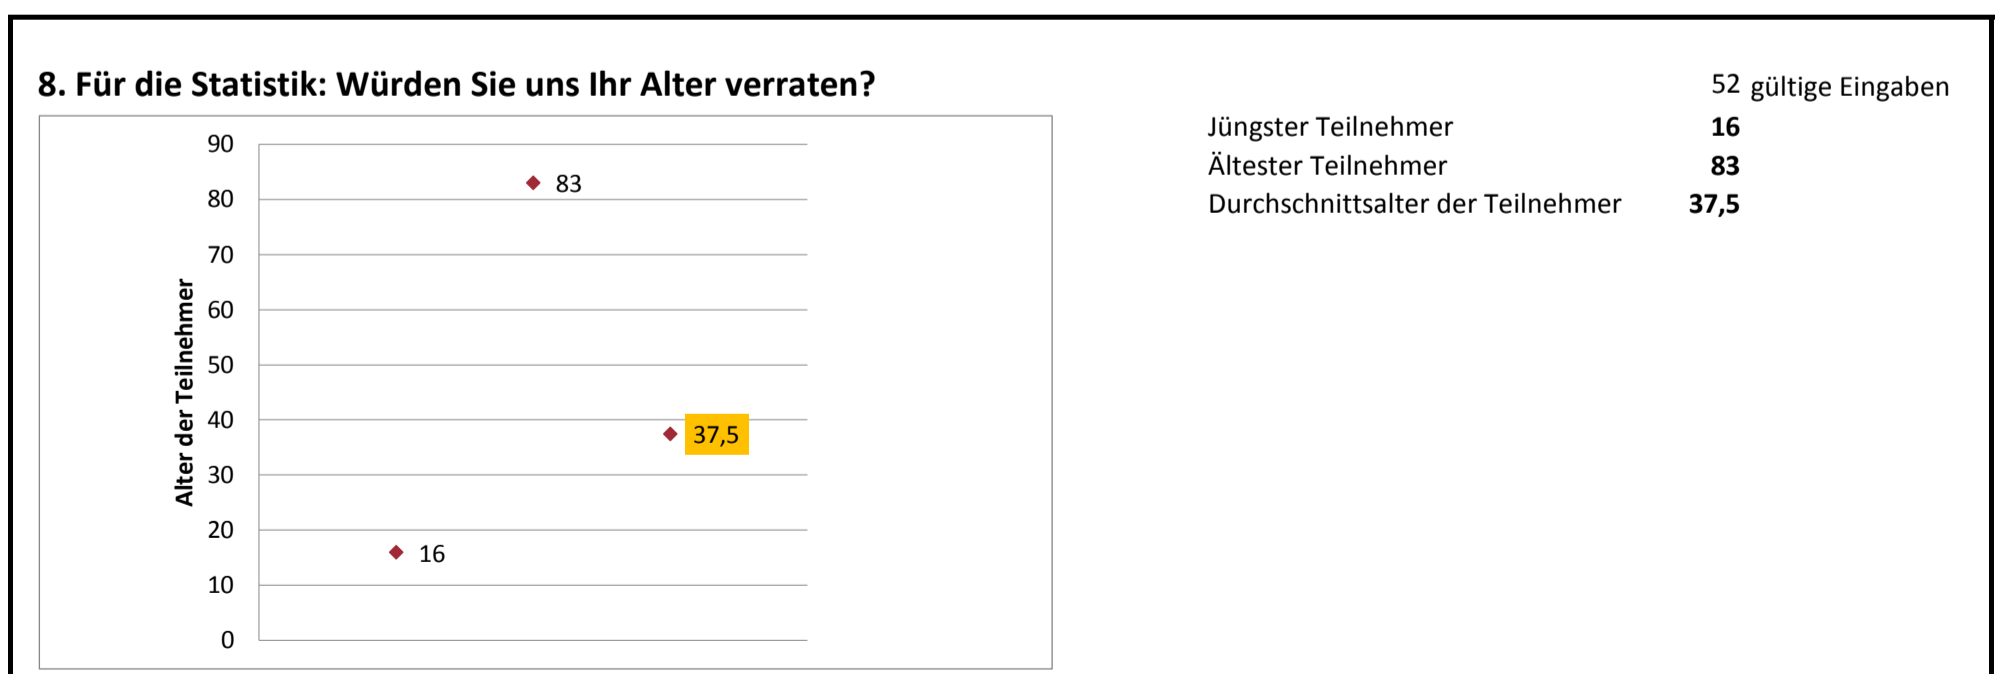 8. Für die Statistik: Würden Sie uns Ihr Alter verraten?
52 gültige Eingaben
Jüngster Teilnehmer 16
Ältester Teilnehmer 83
Durchschnittsalter der Teilnehmer 37,5
Alter der Teilnehmer
90
80
70
60
50
40
30
20
10
0
83
37,5
16